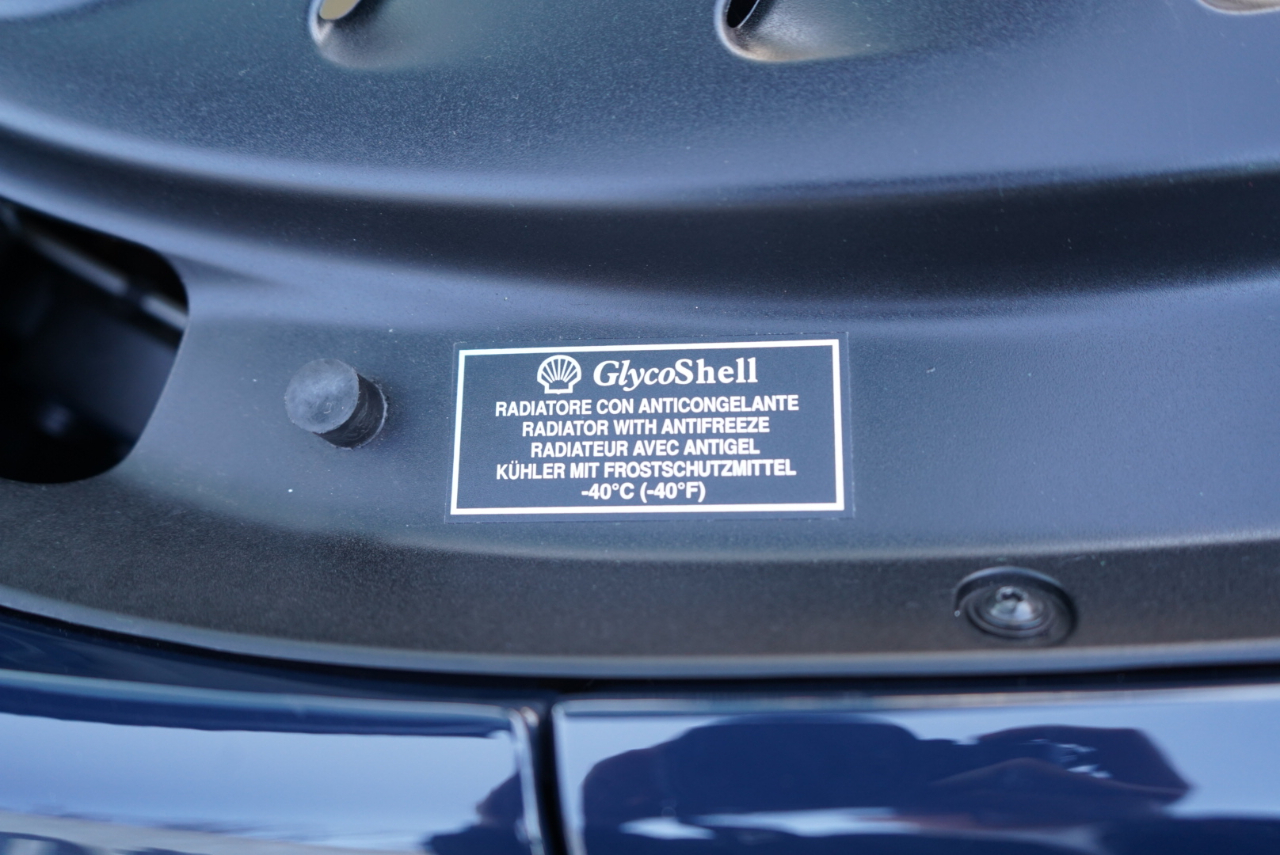 GlycoShell
RADIATORE CON ANTICONGELANTE
RADIATOR WITH ANTIFREEZE
RADIATEUR AVEC ANTIGEL
KÜHLER MIT FROSTSCHUTZMITTEL
-40°C (-40°F)